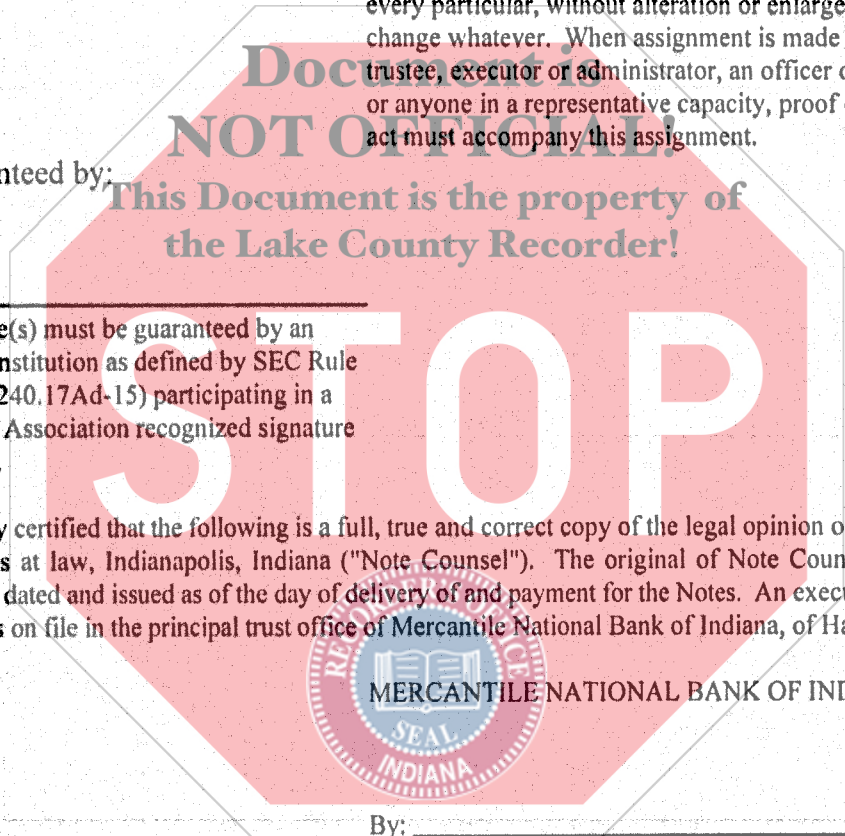 every particular, without alteration or enlarge
change whatever. When assignment is made
trustee, executor or administrator, an officer
or anyone in a representative capacity, proof
act must accompany this assignment.
Document is
NOT OFFICIAL!
This Document is the property of
the Lake County Recorder!
nteed by:
e(s) must be guaranteed by an
nstitution as defined by SEC Rule
240.17Ad-15) participating in a
Association recognized signature
STOP
y certified that the following is a full, true and correct copy of the legal opinion o
s at law, Indianapolis, Indiana ("Note Counsel"). The original of Note Coun
dated and issued as of the day of delivery of and payment for the Notes. An execu
s on file in the principal trust office of Mercantile National Bank of Indiana, of Ha
RECORDER'S OFFICE
SEAL
INDIANA
MERCANTILE NATIONAL BANK OF IND
By: